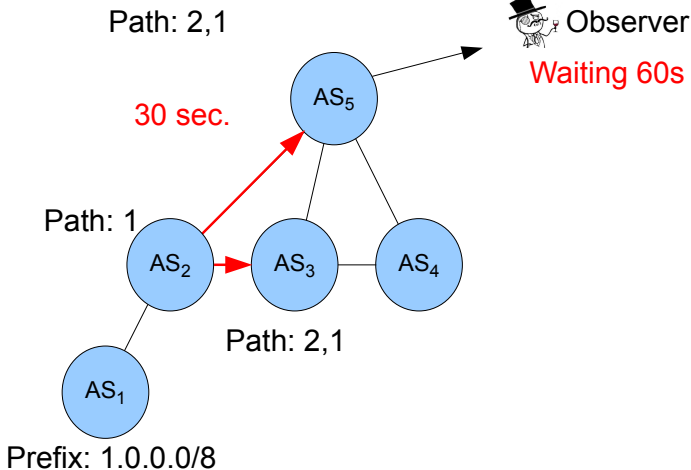 Path: 2,1
Observer
Waiting 60s
AS5
30 sec.
Path: 1
AS2
AS3
AS4
Path: 2,1
AS1
Prefix: 1.0.0.0/8